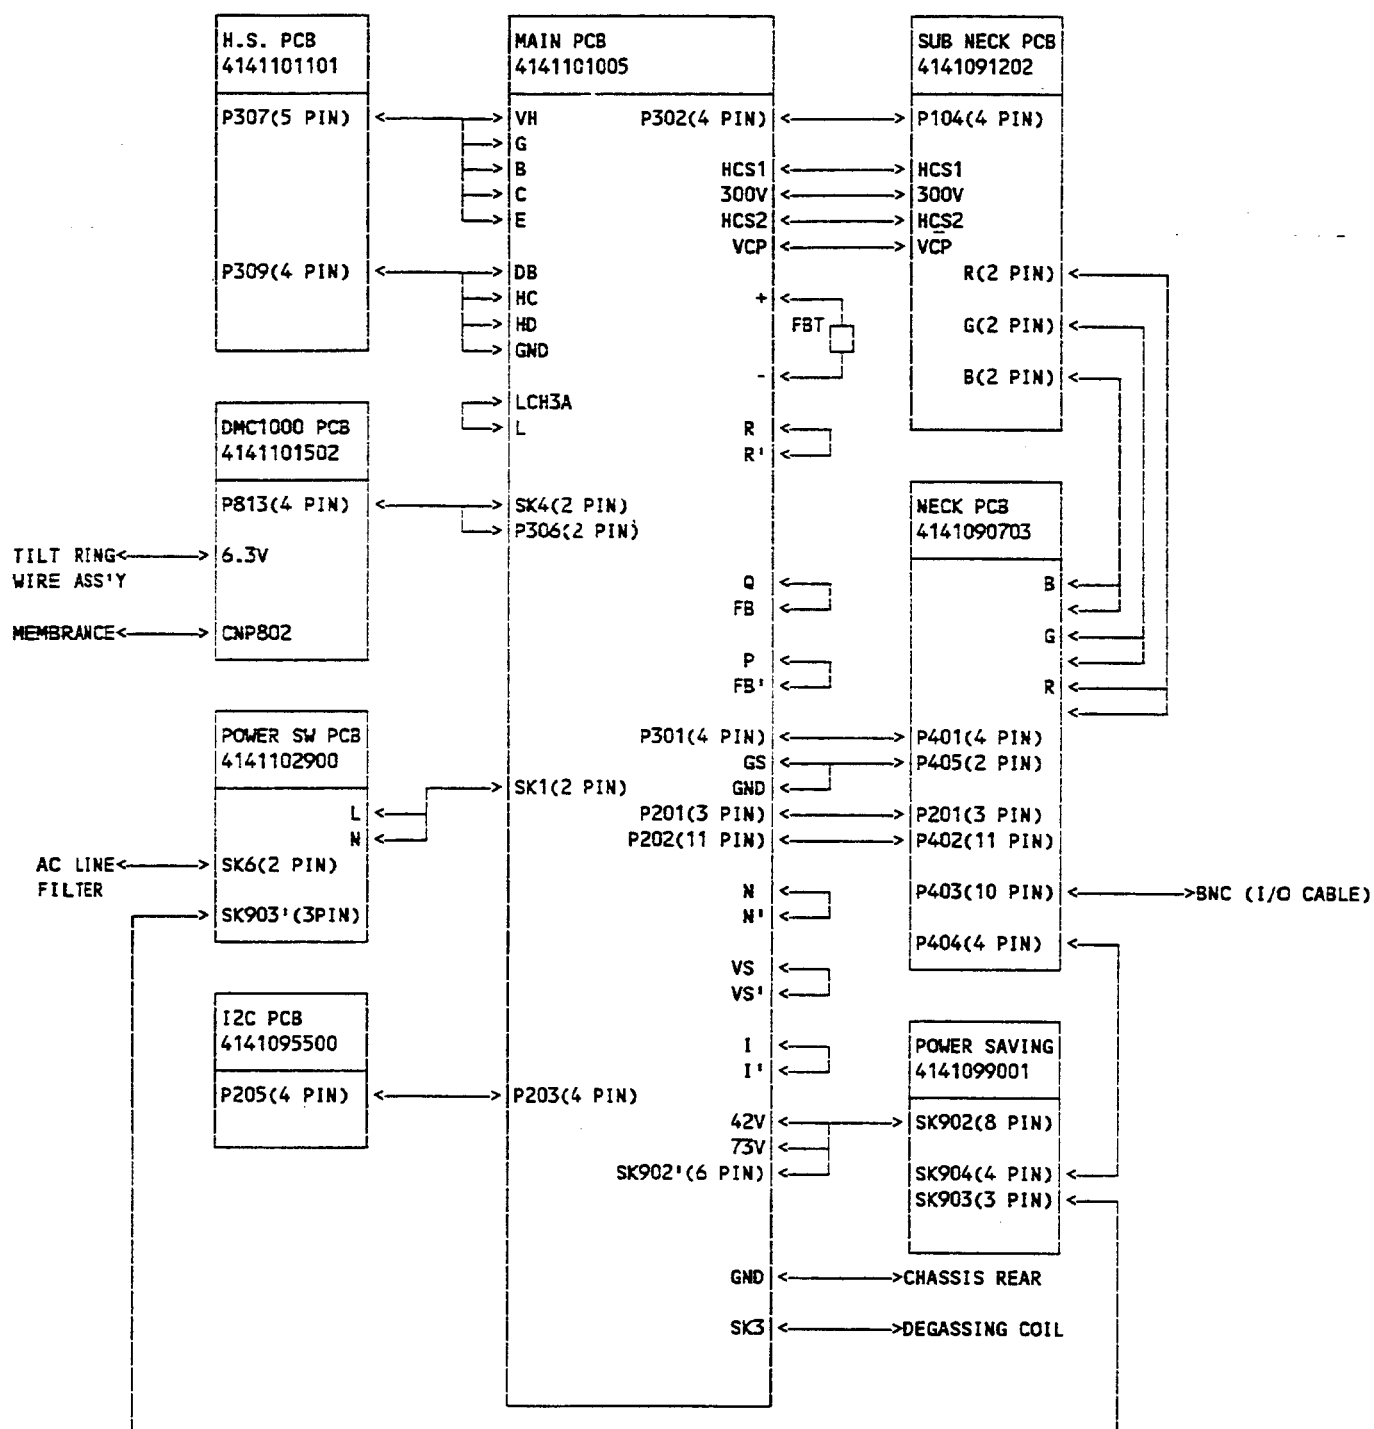 H.S. PCB
4141101101
P307(5 PIN)
P309(4 PIN)
DMC1000 PCB
4141101502
P813(4 PIN)
TILT RING
WIRE ASS'Y
6.3V
MEMBRANCE
CNP802
POWER SW PCB
4141102900
L
N
AC LINE
FILTER
SK6(2 PIN)
SK903'(3PIN)
I2C PCB
4141095500
P205(4 PIN)
MAIN PCB
4141101005
VH
G
B
C
E
DB
HC
HD
GND
LCH3A
L
SK4(2 PIN)
P306(2 PIN)
SK1(2 PIN)
P203(4 PIN)
P302(4 PIN)
HCS1
300V
HCS2
VCP
+
FBT
-
R
R'
Q
FB
P
FB'
P301(4 PIN)
GS
GND
P201(3 PIN)
P202(11 PIN)
N
N'
VS
VS'
I
I'
42V
73V
SK902'(6 PIN)
GND
SK3
SUB NECK PCB
4141091202
P104(4 PIN)
HCS1
300V
HCS2
VCP
R(2 PIN)
G(2 PIN)
B(2 PIN)
NECK PCB
4141090703
B
G
R
P401(4 PIN)
P405(2 PIN)
P201(3 PIN)
P402(11 PIN)
P403(10 PIN)
BNC (I/O CABLE)
P404(4 PIN)
POWER SAVING
4141099001
SK902(8 PIN)
SK904(4 PIN)
SK903(3 PIN)
CHASSIS REAR
DEGASSING COIL